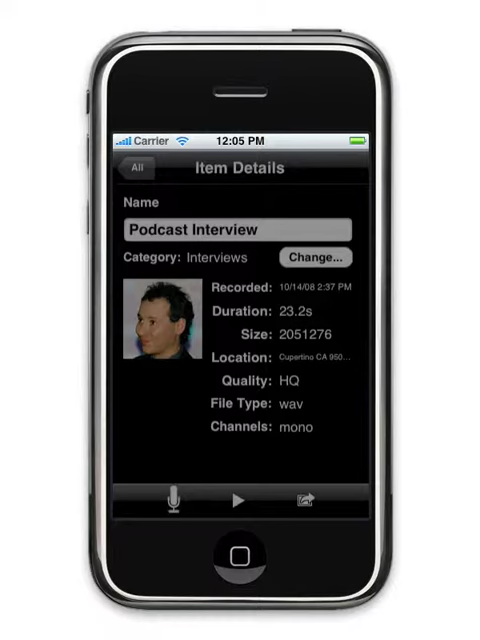 Carrier 12:05 PM
All Item Details
Name
Podcast Interview
Category: Interviews Change...
Recorded: 10/14/08 2:37 PM
Duration: 23.2s
Size: 2051276
Location: Cupertino CA 950...
Quality: HQ
File Type: wav
Channels: mono